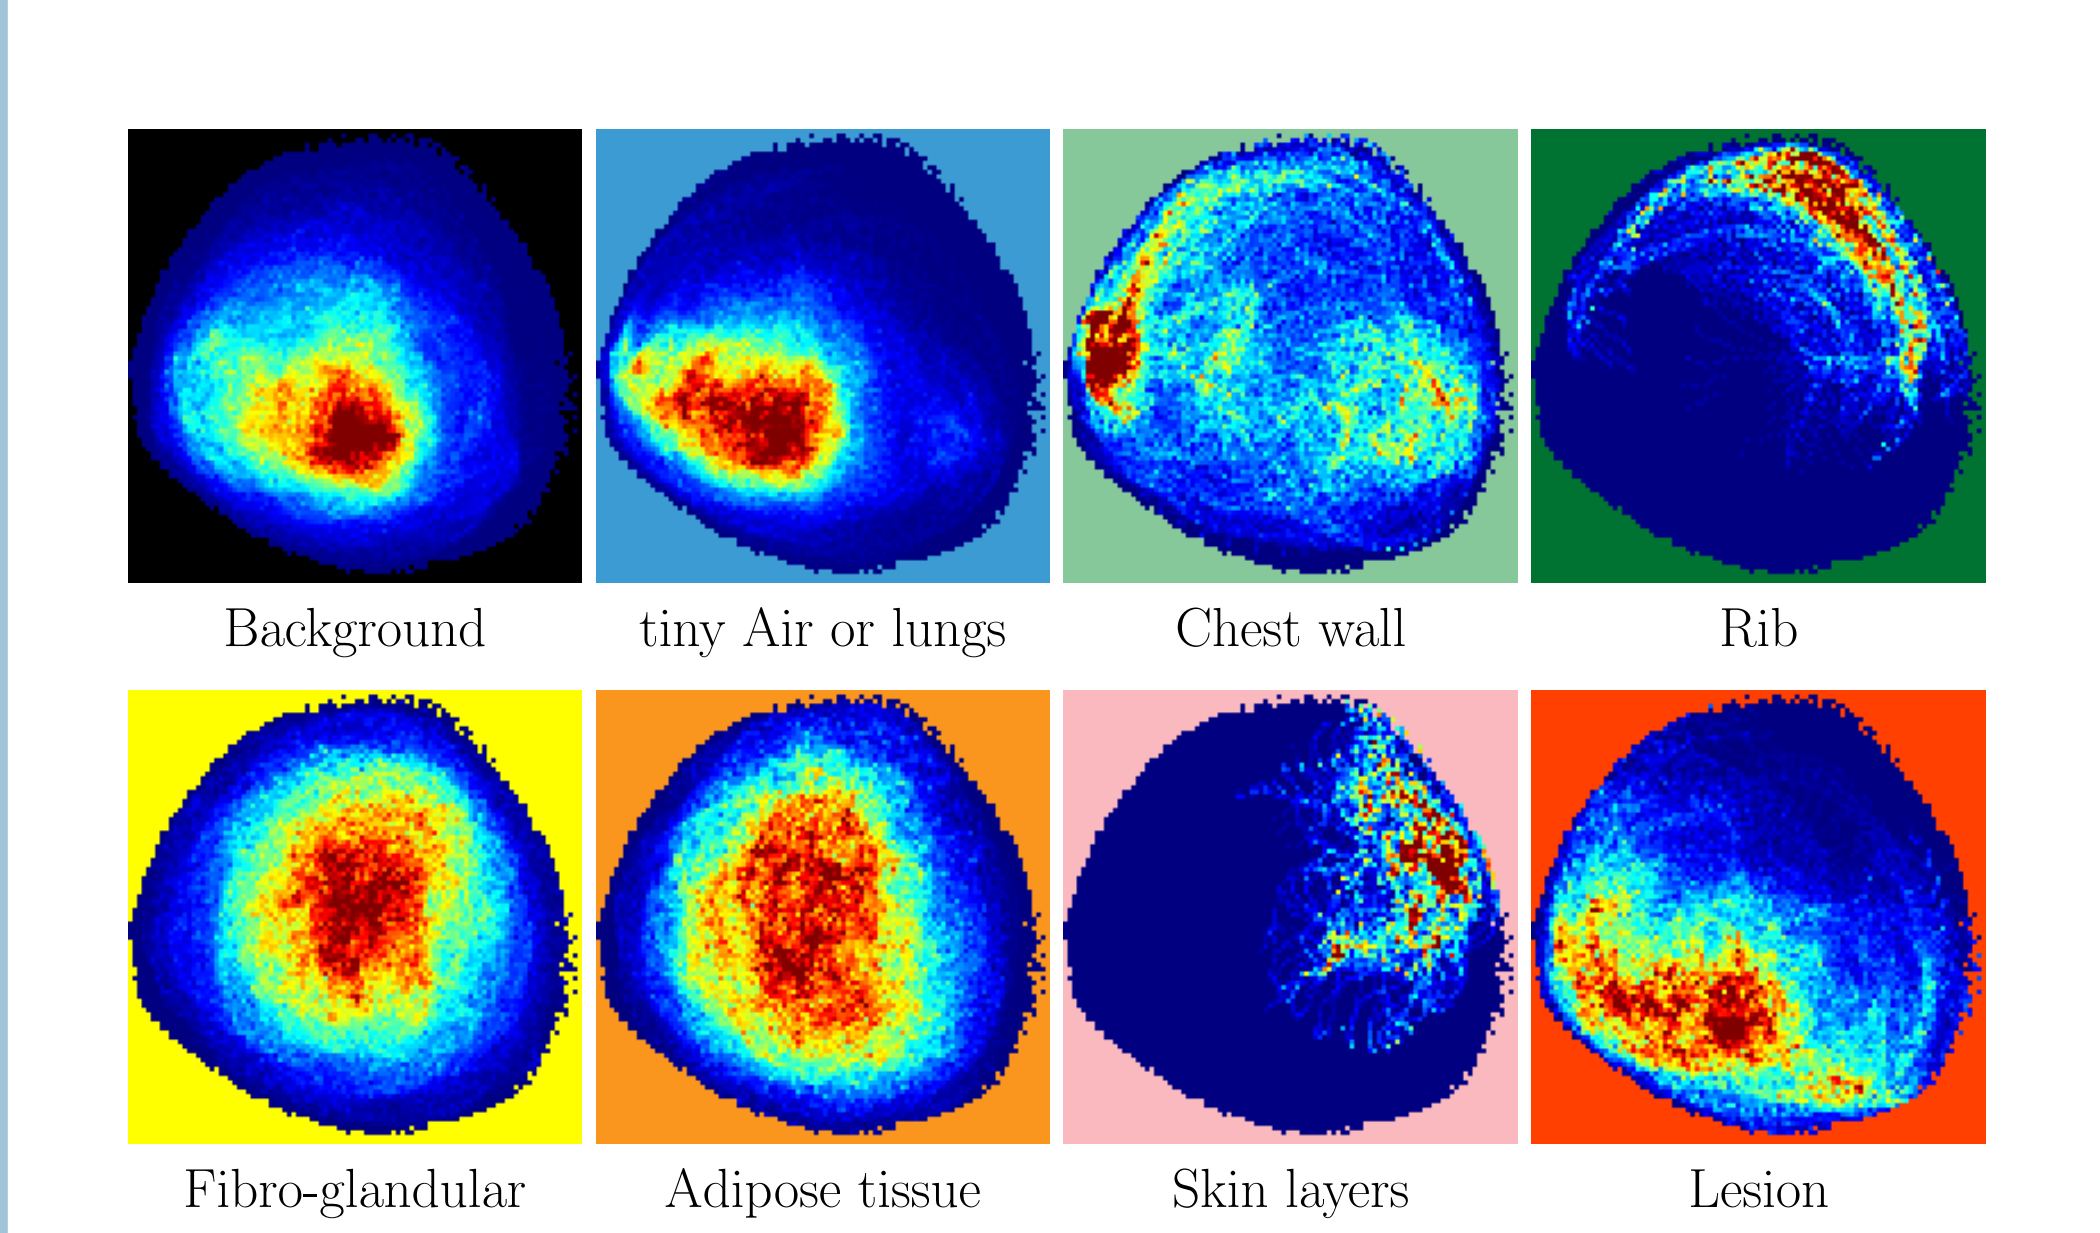 Background
tiny Air or lungs
Chest wall
Rib
Fibro-glandular
Adipose tissue
Skin layers
Lesion